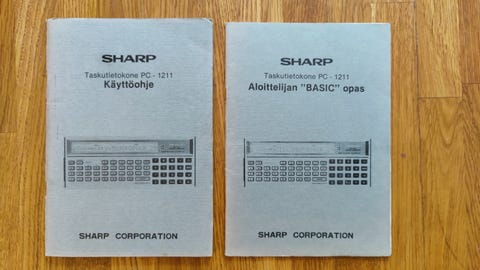 SHARP
Taskutietokone PC - 1211
Käyttöohje
SHARP CORPORATION
SHARP
Taskutietokone PC - 1211
Aloittelijan "BASIC" opas
SHARP CORPORATION